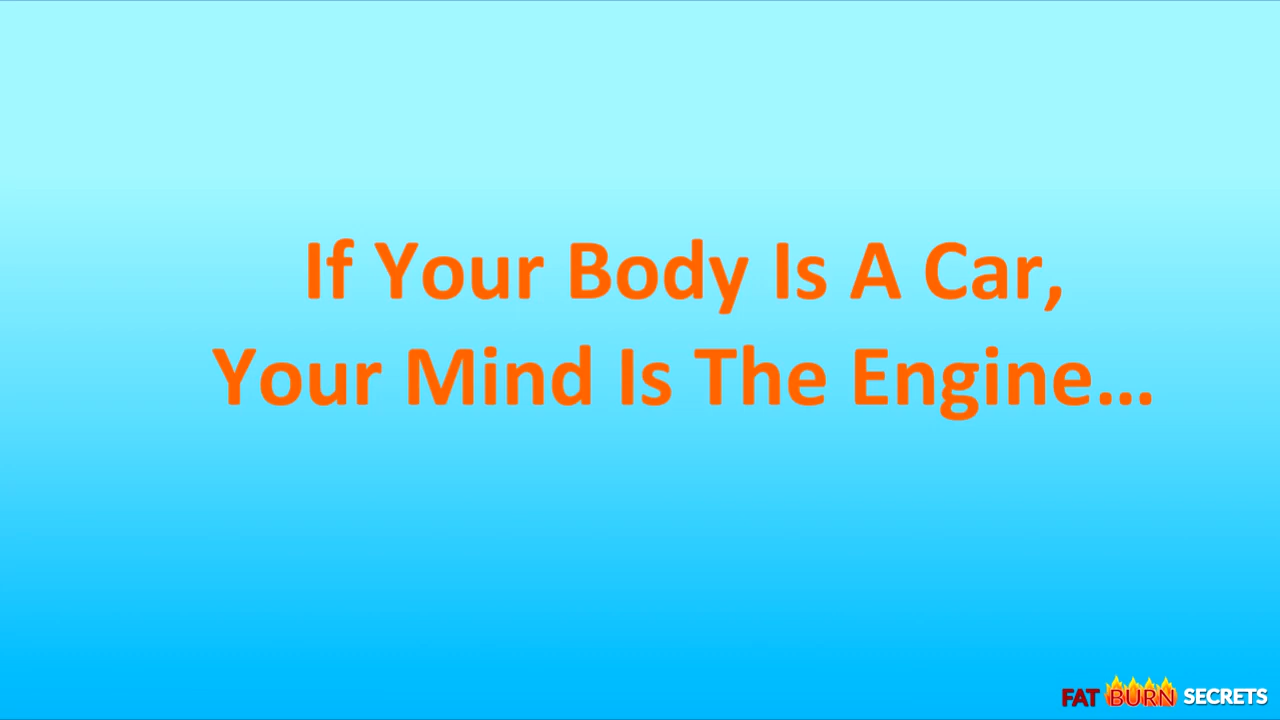 If Your Body Is A Car,
Your Mind Is The Engine...
FAT BURN SECRETS